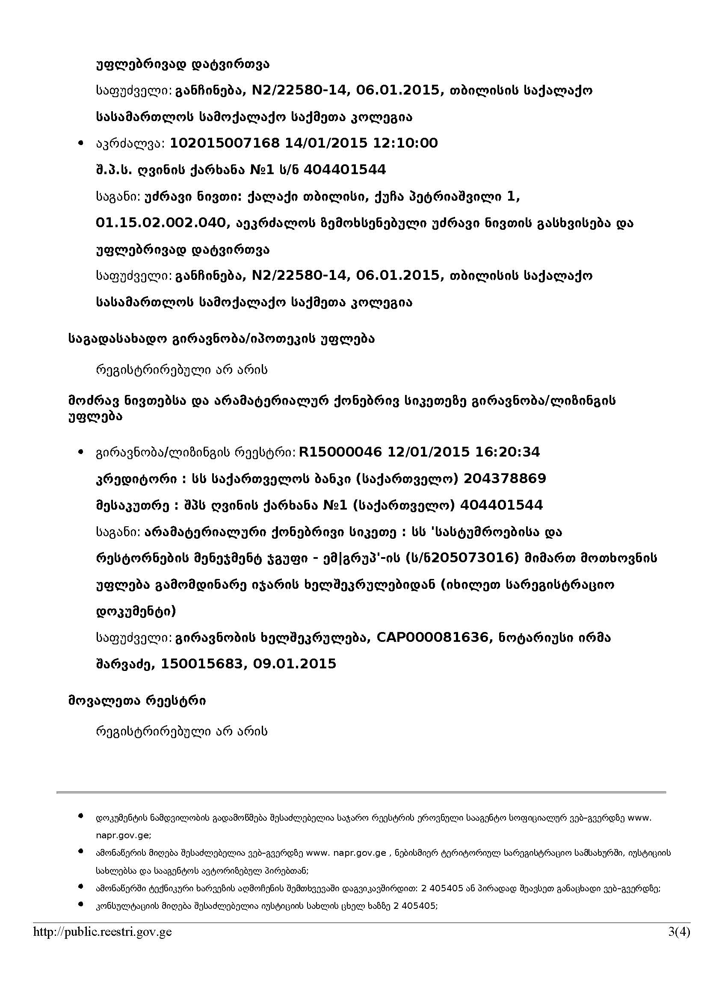 უფლებრივად დატვირთვა
საფუძველი: განჩინება, N2/22580-14, 06.01.2015, თბილისის საქალაქო
სასამართლოს სამოქალაქო საქმეთა კოლეგია
• აკრძალვა: 102015007168 14/01/2015 12:10:00
შ.პ.ს. ღვინის ქარხანა №1 ს/ნ 404401544
საგანი: უძრავი ნივთი: ქალაქი თბილისი, ქუჩა პეტრიაშვილი 1,
01.15.02.002.040, აეკრძალოს ზემოხსენებული უძრავი ნივთის გასხვისება და
უფლებრივად დატვირთვა
საფუძველი: განჩინება, N2/22580-14, 06.01.2015, თბილისის საქალაქო
სასამართლოს სამოქალაქო საქმეთა კოლეგია
საგადასახადო გირავნობა/იპოთეკის უფლება
რეგისტრირებული არ არის
მოძრავ ნივთებსა და არამატერიალურ ქონებრივ სიკეთეზე გირავნობა/ლიზინგის
უფლება
• გირავნობა/ლიზინგის რეესტრი: R15000046 12/01/2015 16:20:34
კრედიტორი : სს საქართველოს ბანკი (საქართველო) 204378869
მესაკუთრე : შპს ღვინის ქარხანა №1 (საქართველო) 404401544
საგანი: არამატერიალური ქონებრივი სიკეთე : სს 'სასტუმროებისა და
რესტორნების მენეჯმენტ ჯგუფი - ემ|გრუპ'-ის (ს/ნ205073016) მიმართ მოთხოვნის
უფლება გამომდინარე იჯარის ხელშეკრულებიდან (იხილეთ სარეგისტრაციო
დოკუმენტი)
საფუძველი: გირავნობის ხელშეკრულება, CAP000081636, ნოტარიუსი ირმა
შარვაძე, 150015683, 09.01.2015
მოვალეთა რეესტრი
რეგისტრირებული არ არის
• დოკუმენტის ნამდვილობის გადამოწმება შესაძლებელია საჯარო რეესტრის ეროვნული სააგენტო სოფიციალურ ვებ-გვერდზე www.
napr.gov.ge;
• ამონაწერის მიღება შესაძლებელია ვებ-გვერდზე www. napr.gov.ge , ნებისმიერ ტერიტორიულ სარეგისტრაციო სამსახურში, იუსტიციის
სახლებსა და სააგენტოს ავტორიზებულ პირებთან;
• ამონაწერში ტექნიკური ხარვეზის აღმოჩენის შემთხვევაში დაგვიკავშირდით: 2 405405 ან პირადად შეავსეთ განაცხადი ვებ-გვერდზე;
• კონსულტაციის მიღება შესაძლებელია იუსტიციის სახლის ცხელ ხაზზე 2 405405;
http://public.reestri.gov.ge 3(4)